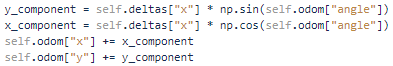 y_component = self.deltas["x"] * np.sin(self.odom["angle"])
x_component = self.deltas["x"] * np.cos(self.odom["angle"])
self.odom["x"] += x_component
self.odom["y"] += y_component